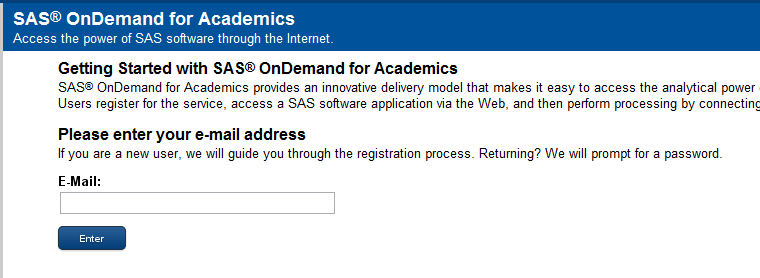 SAS® OnDemand for Academics
Access the power of SAS software through the Internet.
Getting Started with SAS® OnDemand for Academics
SAS® OnDemand for Academics provides an innovative delivery model that makes it easy to access the analytical power
Users register for the service, access a SAS software application via the Web, and then perform processing by connecting
Please enter your e-mail address
If you are a new user, we will guide you through the registration process. Returning? We will prompt for a password.
E-Mail:
Enter